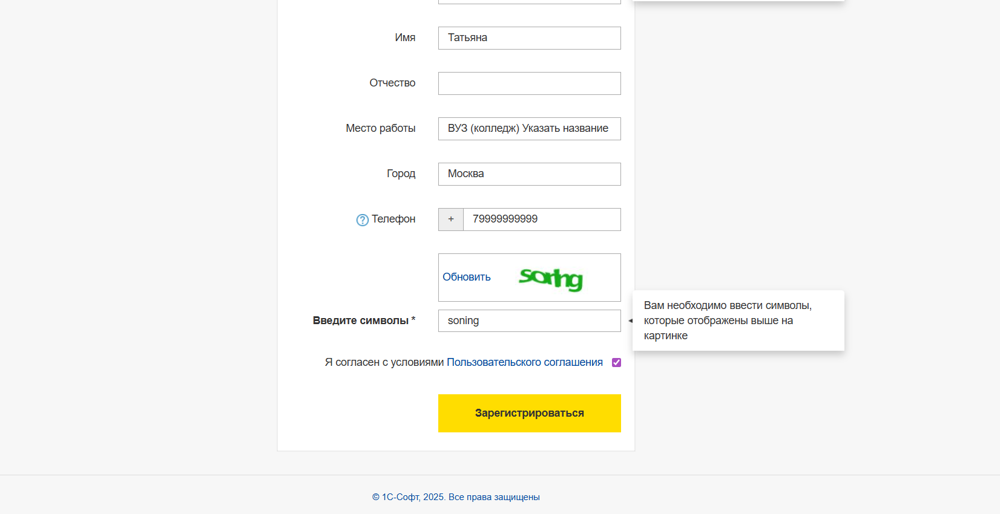 Имя
Татьяна
Отчество
Место работы
ВУЗ (колледж) Указать название
Город
Москва
? Телефон
+ 79999999999
Обновить
Введите символы *
soning
Вам необходимо ввести символы,
которые отображены выше на
картинке
Я согласен с условиями Пользовательского соглашения
Зарегистрироваться
© 1С-Софт, 2025. Все права защищены